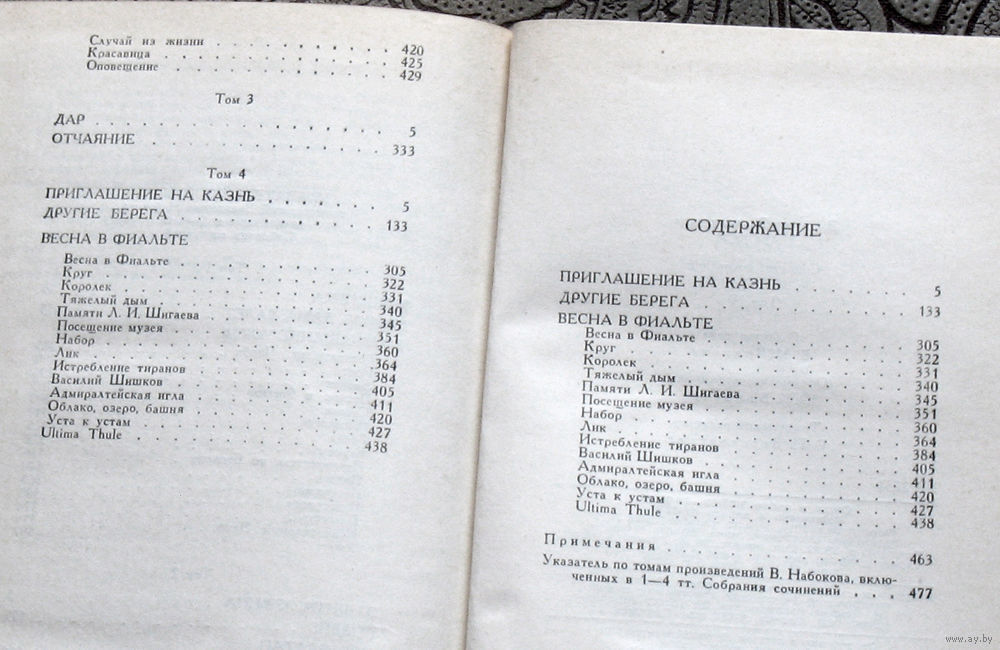 Случай из жизни . . . . . . . . . 420
Красавица . . . . . . . . . . . 425
Оповещение . . . . . . . . . . 429
Том 3
ДАР . . . . . . . . . . . . . . 5
ОТЧАЯНИЕ . . . . . . . . . . . 333
Том 4
ПРИГЛАШЕНИЕ НА КАЗНЬ . . . . . . . 5
ДРУГИЕ БЕРЕГА . . . . . . . . . . 133
ВЕСНА В ФИАЛЬТЕ
Весна в Фиальте . . . . . . . . . 305
Круг . . . . . . . . . . . . . 322
Королек . . . . . . . . . . . . 331
Тяжелый дым . . . . . . . . . . 340
Памяти Л. И. Шигаева . . . . . . . 345
Посещение музея . . . . . . . . . 351
Набор . . . . . . . . . . . . . 360
Лик . . . . . . . . . . . . . . 364
Истребление тиранов . . . . . . . . 384
Василий Шишков . . . . . . . . . 405
Адмиралтейская игла . . . . . . . . 411
Облако, озеро, башня . . . . . . . . 420
Уста к устам . . . . . . . . . . 427
Ultima Thule . . . . . . . . . . 438
СОДЕРЖАНИЕ
ПРИГЛАШЕНИЕ НА КАЗНЬ . . . . . . . 5
ДРУГИЕ БЕРЕГА . . . . . . . . . . 133
ВЕСНА В ФИАЛЬТЕ
Весна в Фиальте . . . . . . . . . 305
Круг . . . . . . . . . . . . . 322
Королек . . . . . . . . . . . . 331
Тяжелый дым . . . . . . . . . . 340
Памяти Л. И. Шигаева . . . . . . . 345
Посещение музея . . . . . . . . . 351
Набор . . . . . . . . . . . . . 360
Лик . . . . . . . . . . . . . . 364
Истребление тиранов . . . . . . . . 384
Василий Шишков . . . . . . . . . 405
Адмиралтейская игла . . . . . . . . 411
Облако, озеро, башня . . . . . . . . 420
Уста к устам . . . . . . . . . . 427
Ultima Thule . . . . . . . . . . 438
Примечания . . . . . . . . . . . 463
Указатель по томам произведений В. Набокова, вклю-
ченных в 1—4 тт. Собрания сочинений . . . 477
www.ay.by